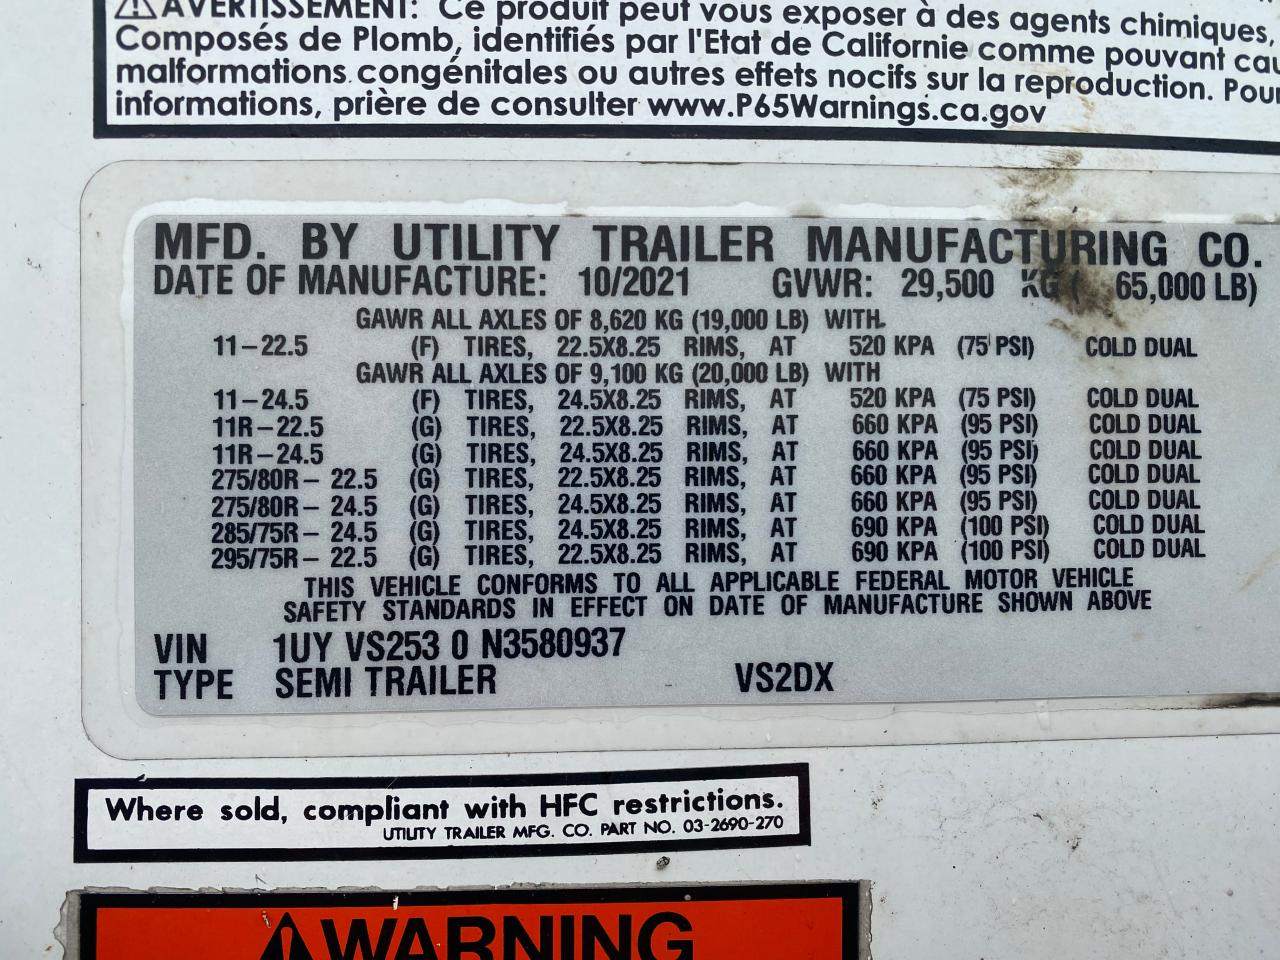 ⚠AVERTISSEMENT: Ce produit peut vous exposer à des agents chimiques,
Composés de Plomb, identifiés par l'Etat de Californie comme pouvant cau
malformations congénitales ou autres effets nocifs sur la reproduction. Pour
informations, prière de consulter www.P65Warnings.ca.gov
MFD. BY UTILITY TRAILER MANUFACTURING CO.
DATE OF MANUFACTURE: 10/2021 GVWR: 29,500 KG ( 65,000 LB)
GAWR ALL AXLES OF 8,620 KG (19,000 LB) WITH
11-22.5 (F) TIRES, 22.5X8.25 RIMS, AT 520 KPA (75 PSI) COLD DUAL
GAWR ALL AXLES OF 9,100 KG (20,000 LB) WITH
11-24.5 (F) TIRES, 24.5X8.25 RIMS, AT 520 KPA (75 PSI) COLD DUAL
11R-22.5 (G) TIRES, 22.5X8.25 RIMS, AT 660 KPA (95 PSI) COLD DUAL
11R-24.5 (G) TIRES, 24.5X8.25 RIMS, AT 660 KPA (95 PSI) COLD DUAL
275/80R- 22.5 (G) TIRES, 22.5X8.25 RIMS, AT 660 KPA (95 PSI) COLD DUAL
275/80R- 24.5 (G) TIRES, 24.5X8.25 RIMS, AT 660 KPA (95 PSI) COLD DUAL
285/75R- 24.5 (G) TIRES, 24.5X8.25 RIMS, AT 690 KPA (100 PSI) COLD DUAL
295/75R- 22.5 (G) TIRES, 22.5X8.25 RIMS, AT 690 KPA (100 PSI) COLD DUAL
THIS VEHICLE CONFORMS TO ALL APPLICABLE FEDERAL MOTOR VEHICLE
SAFETY STANDARDS IN EFFECT ON DATE OF MANUFACTURE SHOWN ABOVE
VIN 1UY VS253 0 N3580937
TYPE SEMI TRAILER VS2DX
Where sold, compliant with HFC restrictions.
UTILITY TRAILER MFG. CO. PART NO. 03-2690-270
⚠WARNING